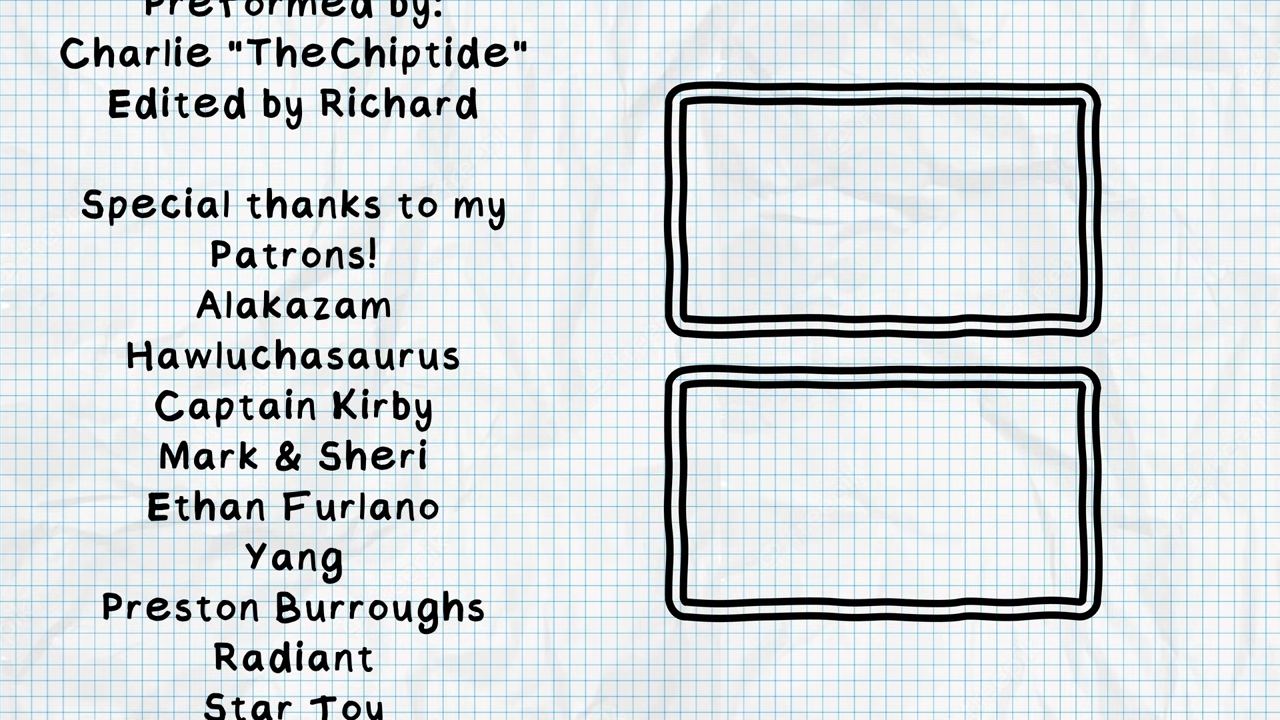 Preformed by:
Charlie "TheChiptide"
Edited by Richard
Special thanks to my
Patrons!
Alakazam
Hawluchasaurus
Captain Kirby
Mark & Sheri
Ethan Furlano
Yang
Preston Burroughs
Radiant
Star Toy